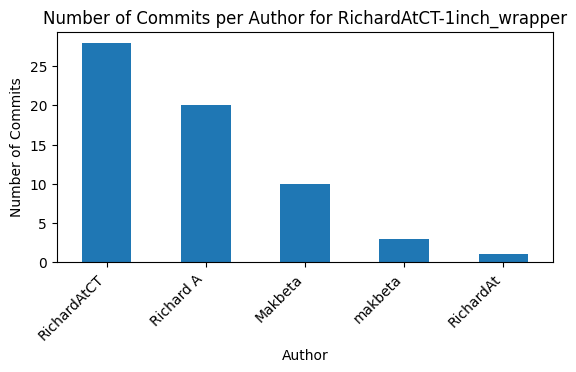 Number of Commits per Author for RichardAtCT-1inch_wrapper
Number of Commits
25
20
15
10
5
0
RichardAtCT
Richard A
Makbeta
makbeta
RichardAt
Author